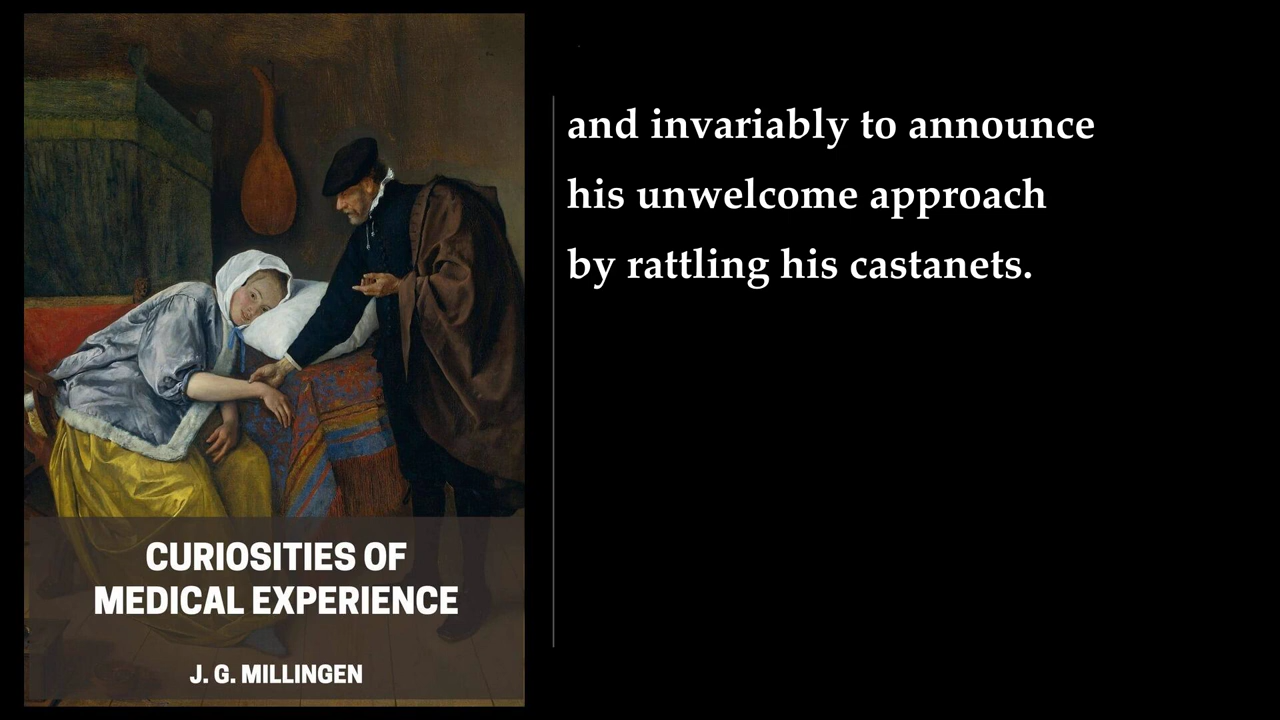 and invariably to announce
his unwelcome approach
by rattling his castanets.
CURIOSITIES OF
MEDICAL EXPERIENCE
J. G. MILLINGEN